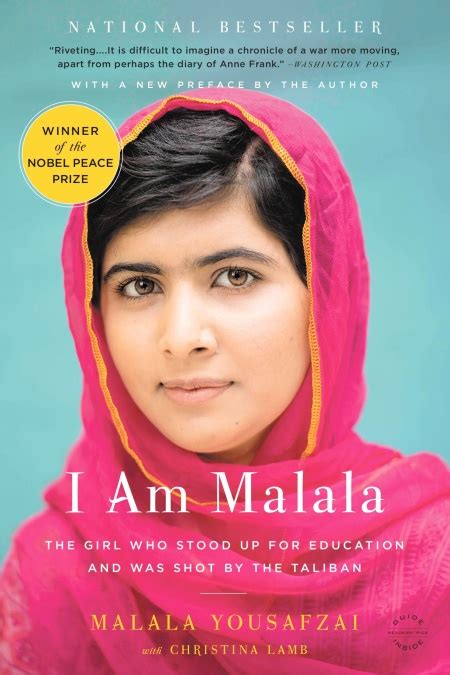 NATIONAL BESTSELLER
"Riveting....It is difficult to imagine a chronicle of a war more moving,
apart from perhaps the diary of Anne Frank." —WASHINGTON POST
WITH A NEW PREFACE BY THE AUTHOR
WINNER
of the
NOBEL PEACE
PRIZE
I Am Malala
THE GIRL WHO STOOD UP FOR EDUCATION
AND WAS SHOT BY THE TALIBAN
MALALA YOUSAFZAI
with CHRISTINA LAMB
GUIDE
INSIDE